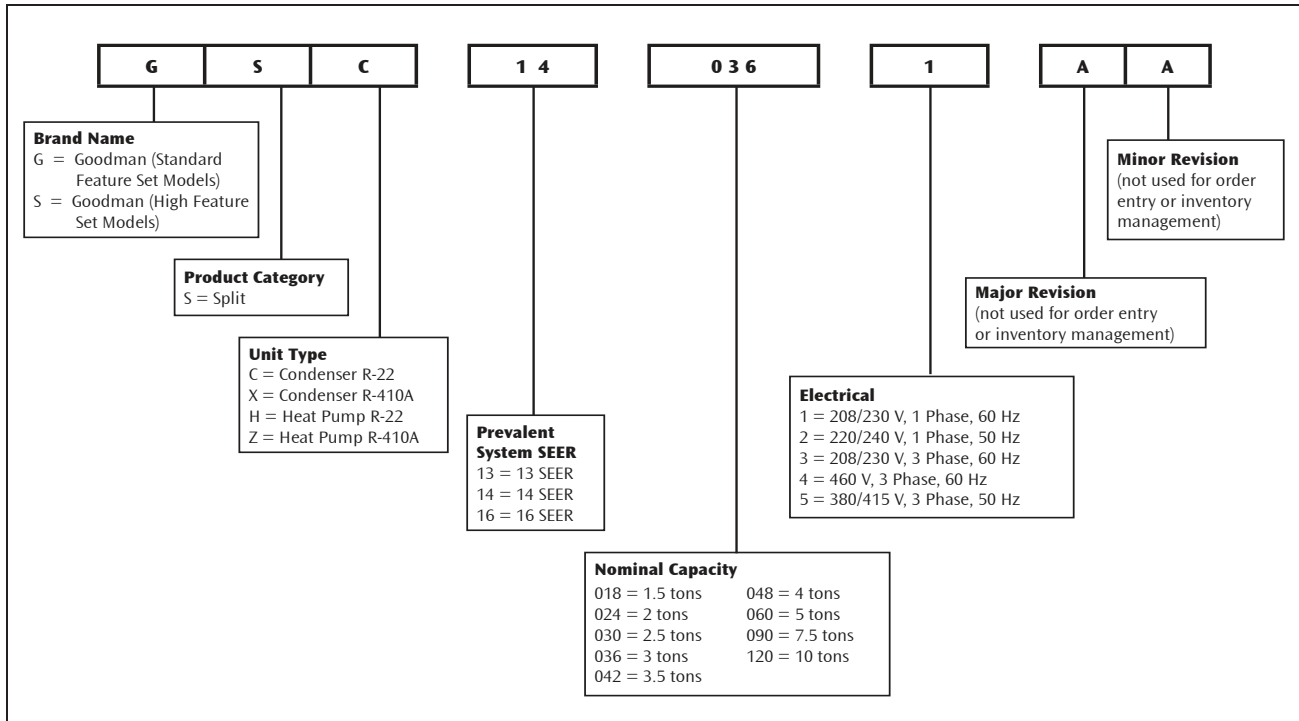 G S C 1 4 0 3 6 1 A A
Brand Name
G = Goodman (Standard
Feature Set Models)
S = Goodman (High Feature
Set Models)
Product Category
S = Split
Unit Type
C = Condenser R-22
X = Condenser R-410A
H = Heat Pump R-22
Z = Heat Pump R-410A
Prevalent
System SEER
13 = 13 SEER
14 = 14 SEER
16 = 16 SEER
Nominal Capacity
018 = 1.5 tons
024 = 2 tons
030 = 2.5 tons
036 = 3 tons
042 = 3.5 tons
048 = 4 tons
060 = 5 tons
090 = 7.5 tons
120 = 10 tons
Electrical
1 = 208/230 V, 1 Phase, 60 Hz
2 = 220/240 V, 1 Phase, 50 Hz
3 = 208/230 V, 3 Phase, 60 Hz
4 = 460 V, 3 Phase, 60 Hz
5 = 380/415 V, 3 Phase, 50 Hz
Major Revision
(not used for order entry
or inventory management)
Minor Revision
(not used for order
entry or inventory
management)